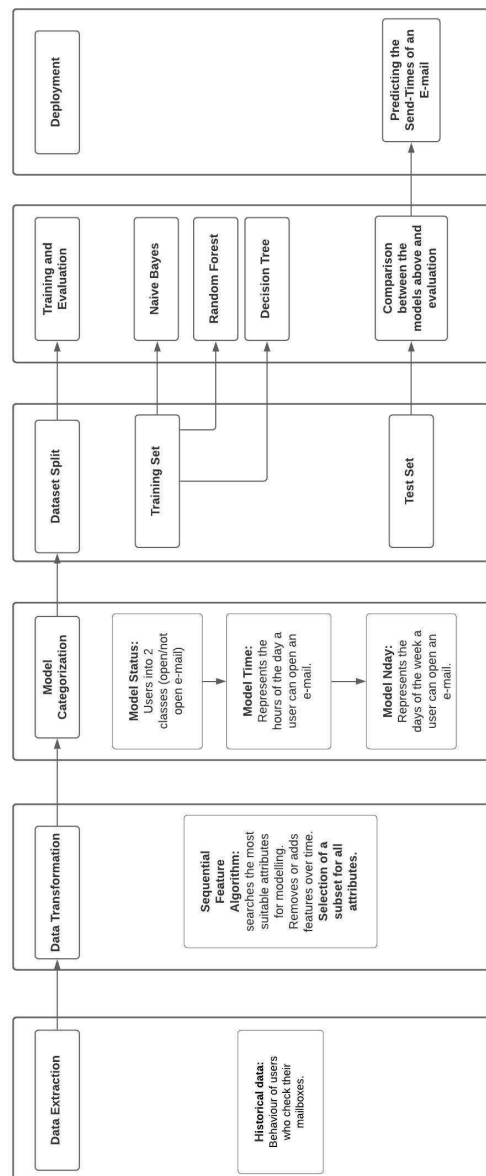 Data Extraction
Historical data:
Behaviour of users
who check their
mailboxes.
Data Transformation
Sequential
Feature
Algorithm:
searches the most
suitable attributes
for modelling.
Removes or adds
features over time.
Selection of a
subset for all
attributes.
Model
Categorization
Model Status:
Users into 2
classes (open/not
open e-mail)
Model Time:
Represents the
hours of the day a
user can open an
e-mail.
Model Nday:
Represents the
days of the week a
user can open an
e-mail.
Dataset Split
Training Set
Test Set
Training and
Evaluation
Naive Bayes
Random Forest
Decision Tree
Comparison
between the
models above and
evaluation
Deployment
Predicting the
Send-Times of an
E-mail